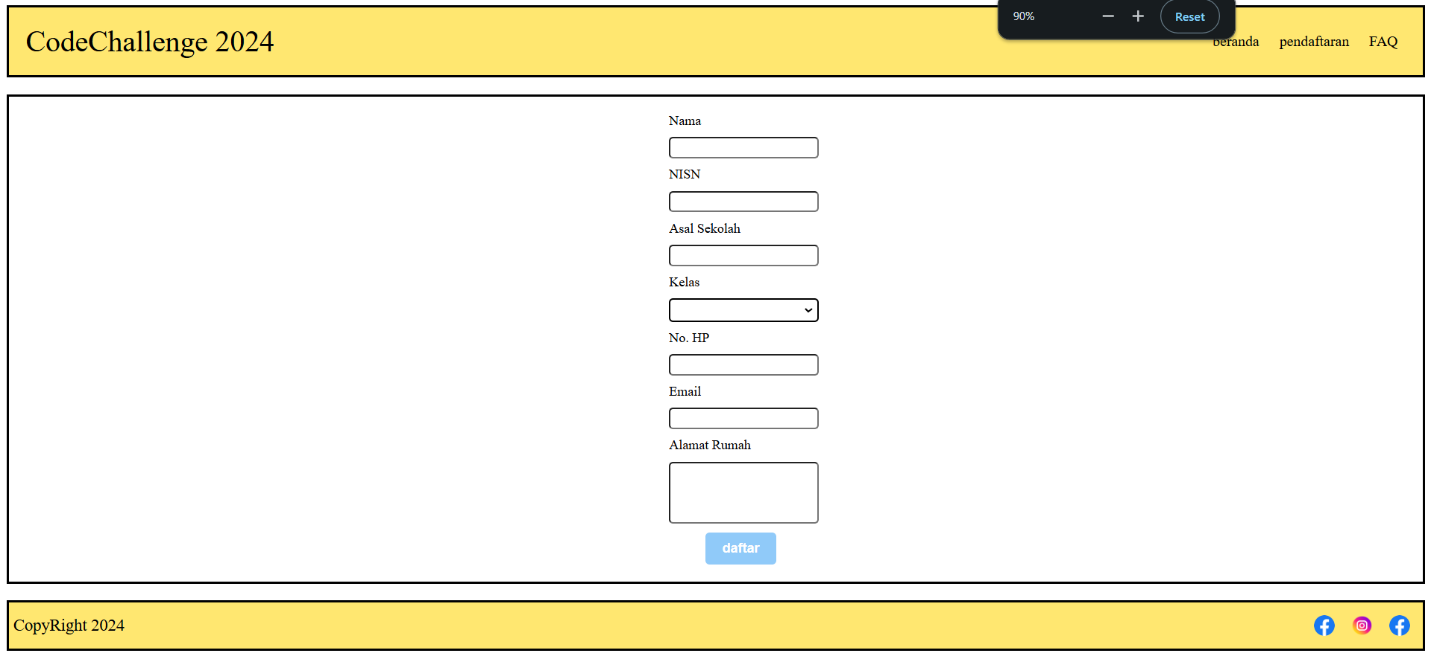 90%
Reset
CodeChallenge 2024
beranda pendaftaran FAQ
Nama
NISN
Asal Sekolah
Kelas
No. HP
Email
Alamat Rumah
daftar
CopyRight 2024